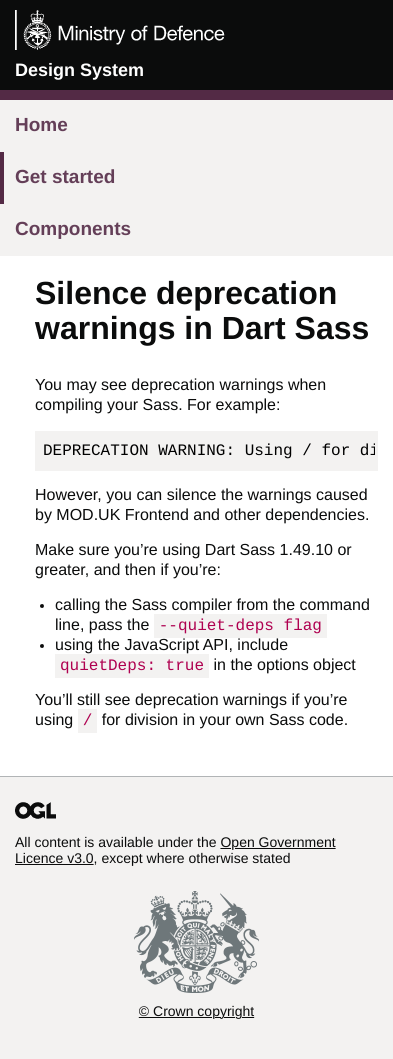 Ministry of Defence
Design System
Home
Get started
Components
Silence deprecation
warnings in Dart Sass
You may see deprecation warnings when
compiling your Sass. For example:
DEPRECATION WARNING: Using / for di
However, you can silence the warnings caused
by MOD.UK Frontend and other dependencies.
Make sure you’re using Dart Sass 1.49.10 or
greater, and then if you’re:
• calling the Sass compiler from the command
line, pass the --quiet-deps flag
• using the JavaScript API, include
quietDeps: true in the options object
You’ll still see deprecation warnings if you’re
using / for division in your own Sass code.
OGL
All content is available under the Open Government
Licence v3.0, except where otherwise stated
DIEU ET MON DROIT
© Crown copyright